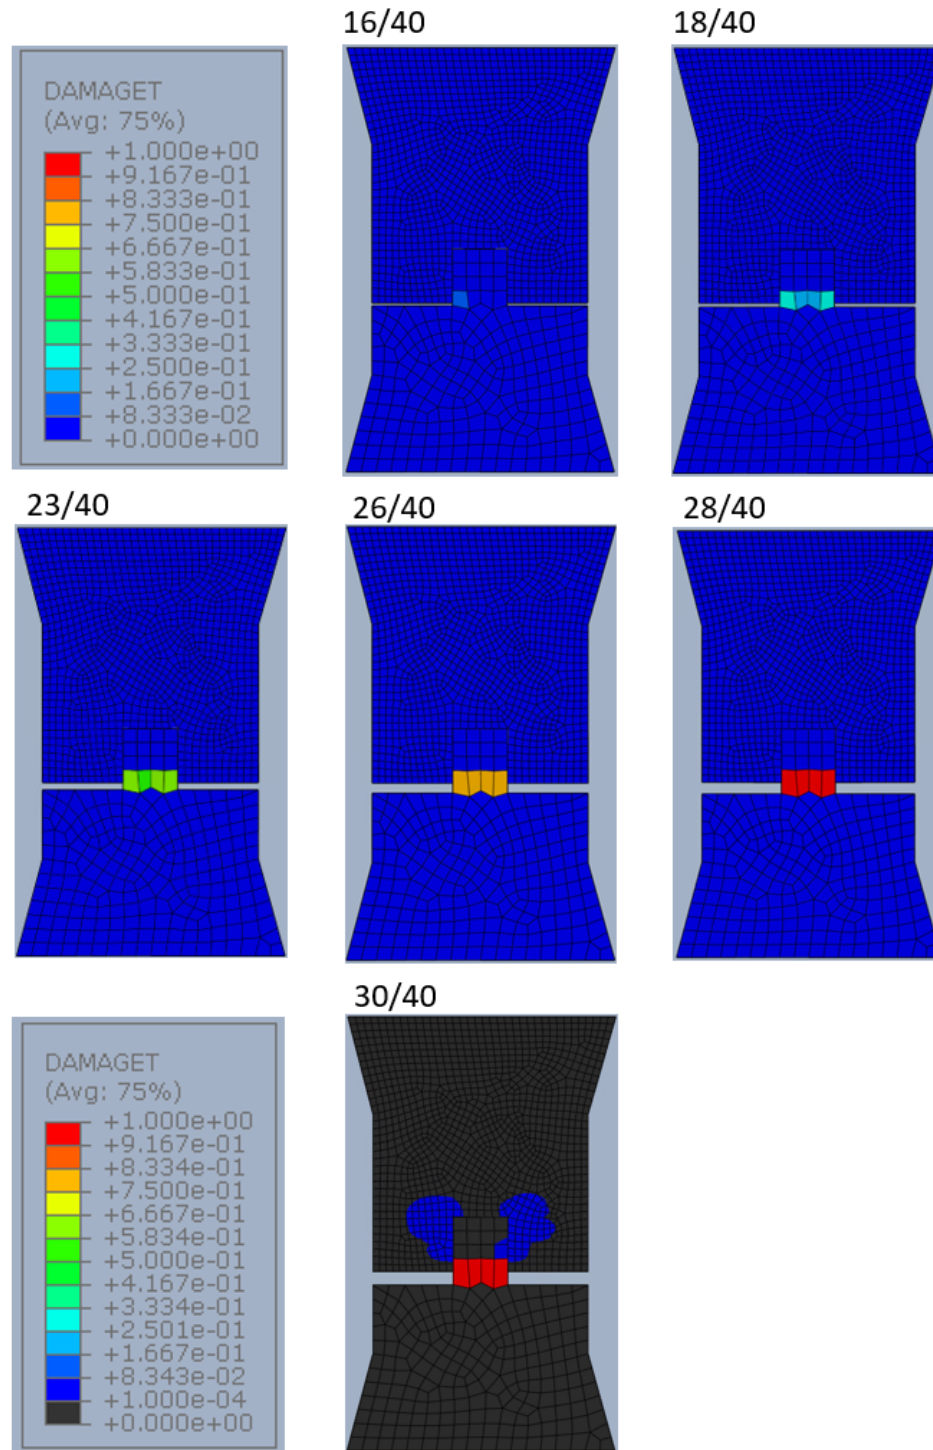 16/40
18/40
DAMAGET
(Avg: 75%)
+1.000e+00
+9.167e-01
+8.333e-01
+7.500e-01
+6.667e-01
+5.833e-01
+5.000e-01
+4.167e-01
+3.333e-01
+2.500e-01
+1.667e-01
+8.333e-02
+0.000e+00
23/40
26/40
28/40
30/40
DAMAGET
(Avg: 75%)
+1.000e+00
+9.167e-01
+8.334e-01
+7.500e-01
+6.667e-01
+5.834e-01
+5.000e-01
+4.167e-01
+3.334e-01
+2.501e-01
+1.667e-01
+8.343e-02
+1.000e-04
+0.000e+00